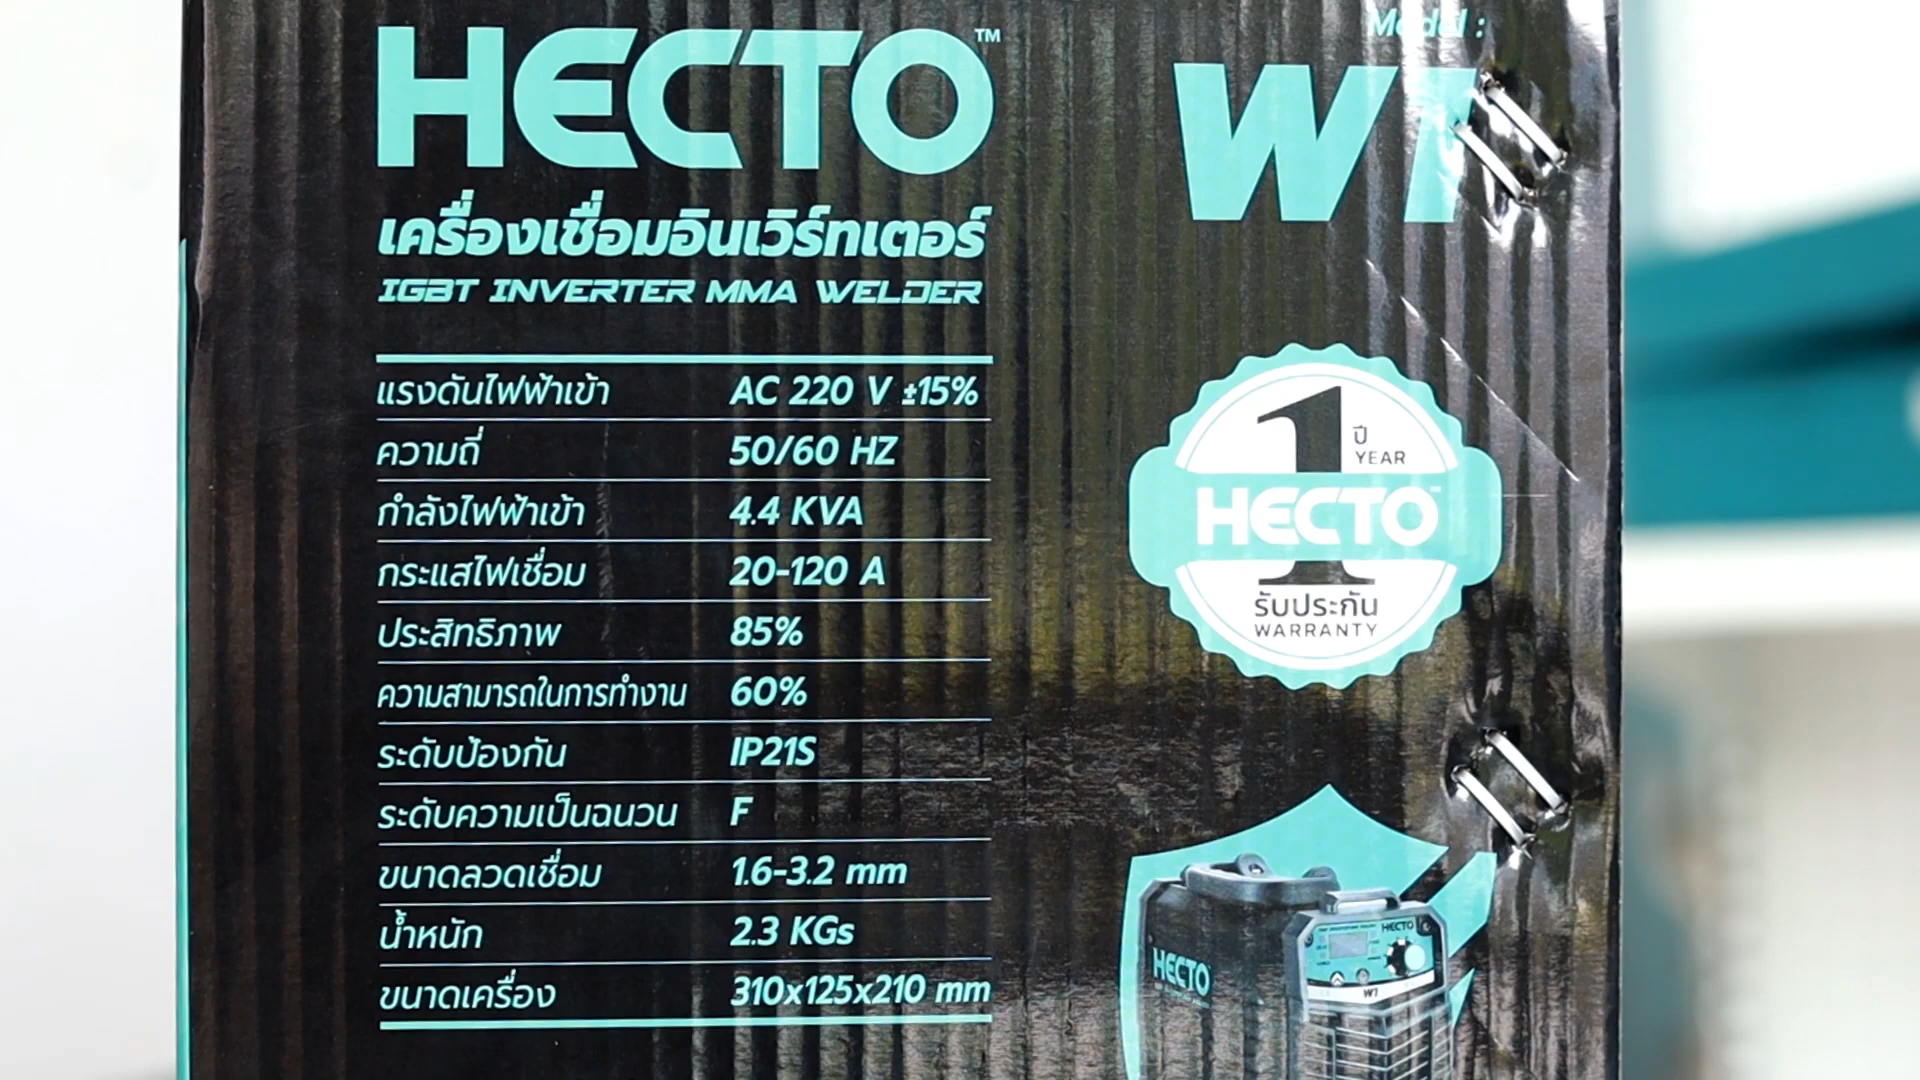 HECTO™
เครื่องเชื่อมอินเวิร์ทเตอร์
IGBT INVERTER MMA WELDER
แรงดันไฟฟ้าเข้า AC 220 V ±15%
ความถี่ 50/60 HZ
กำลังไฟฟ้าเข้า 4.4 KVA
กระแสไฟเชื่อม 20-120 A
ประสิทธิภาพ 85%
ความสามารถในการทำงาน 60%
ระดับป้องกัน IP21S
ระดับความเป็นฉนวน F
ขนาดลวดเชื่อม 1.6-3.2 mm
น้ำหนัก 2.3 KGs
ขนาดเครื่อง 310x125x210 mm
Model :
W1
1 ปี
YEAR
HECTO™
รับประกัน
WARRANTY
HECTO
HECTO
W1